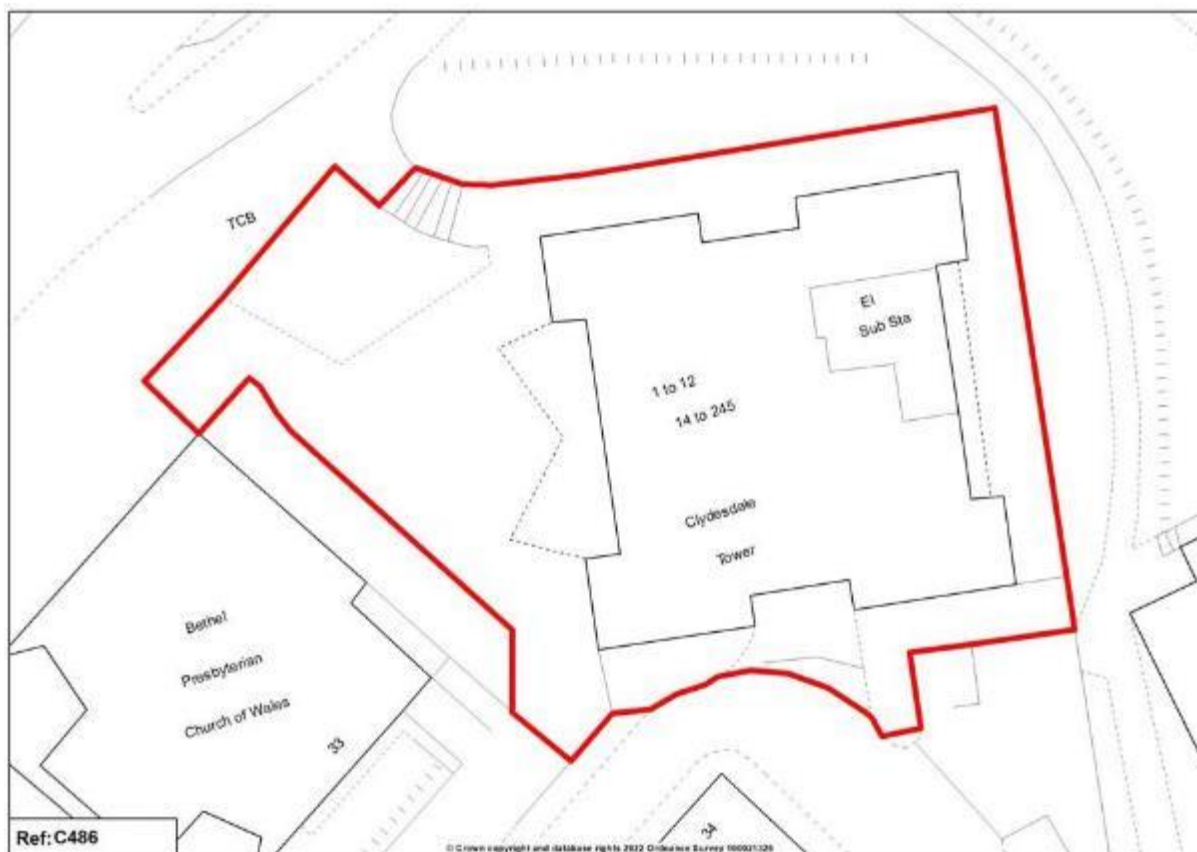 TCB
El
Sub Sta
1 to 12
14 to 245
Clydesdale
Tower
Bethel
Presbyterian
Church of Wales
33
34
Ref: C486
© Crown copyright and database rights 2022 Ordnance Survey 100021326